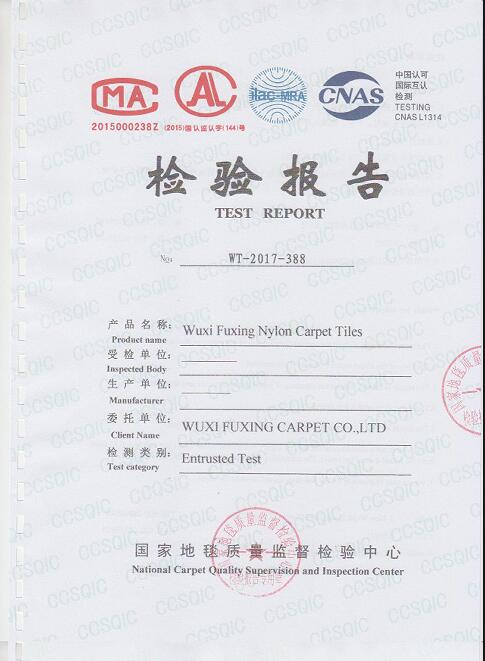 CMA
CAL
ilac-MRA
CNAS
中国认可
国际互认
检测
TESTING
CNAS L1314
2015000238Z
(2015)国认监认字(144)号
检验报告
TEST REPORT
No: WT-2017-388
产品名称: Wuxi Fuxing Nylon Carpet Tiles
Product name
受检单位:
Inspected Body
生产单位:
Manufacturer
委托单位: WUXI FUXING CARPET CO.,LTD
Client Name
检测类别: Entrusted Test
Test category
国家地毯质量监督检验中心
National Carpet Quality Supervision and Inspection Center
CCSQIC